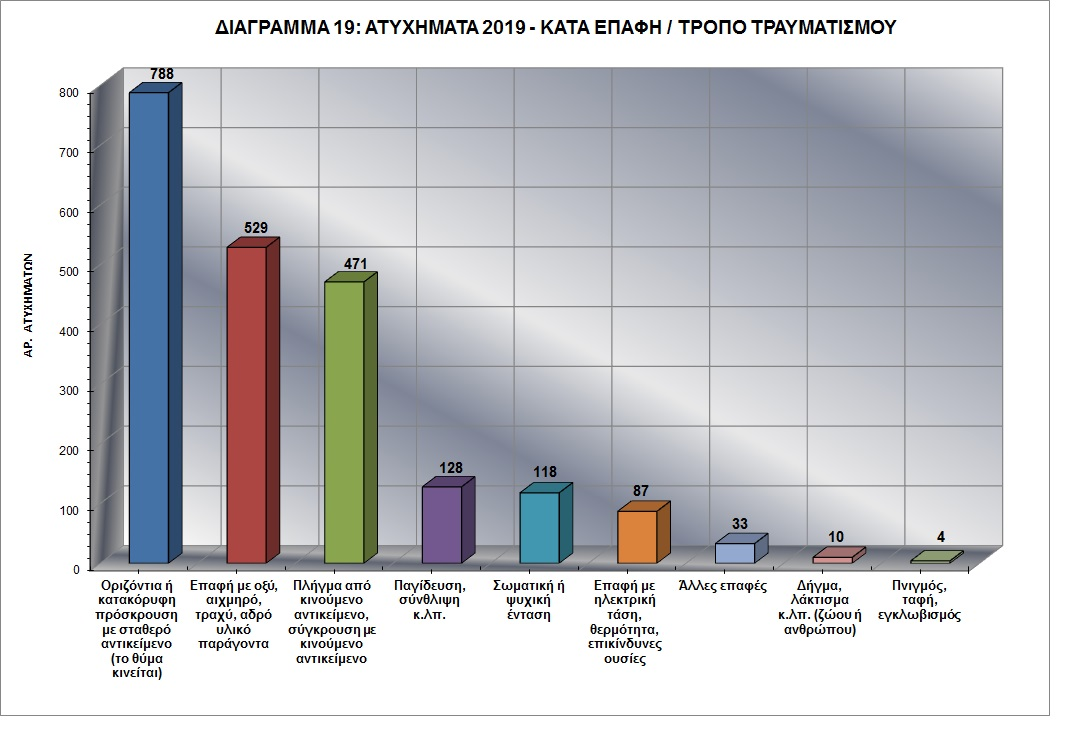 ΔΙΑΓΡΑΜΜΑ 19: ΑΤΥΧΗΜΑΤΑ 2019 - ΚΑΤΑ ΕΠΑΦΗ / ΤΡΟΠΟ ΤΡΑΥΜΑΤΙΣΜΟΥ
ΑΡ. ΑΤΥΧΗΜΑΤΩΝ
800
700
600
500
400
300
200
100
0
788
529
471
128
118
87
33
10
4
Οριζόντια ή
κατακόρυφη
πρόσκρουση
με σταθερό
αντικείμενο
(το θύμα
κινείται)
Επαφή με οξύ,
αιχμηρό,
τραχύ, αδρό
υλικό
παράγοντα
Πλήγμα από
κινούμενο
αντικείμενο,
σύγκρουση με
κινούμενο
αντικείμενο
Παγίδευση,
σύνθλιψη
κ.λπ.
Σωματική ή
ψυχική
ένταση
Επαφή με
ηλεκτρική
τάση,
θερμότητα,
επικίνδυνες
ουσίες
Άλλες επαφές
Δήγμα,
λάκτισμα
κ.λπ. (ζώου ή
ανθρώπου)
Πνιγμός,
ταφή,
εγκλωβισμός